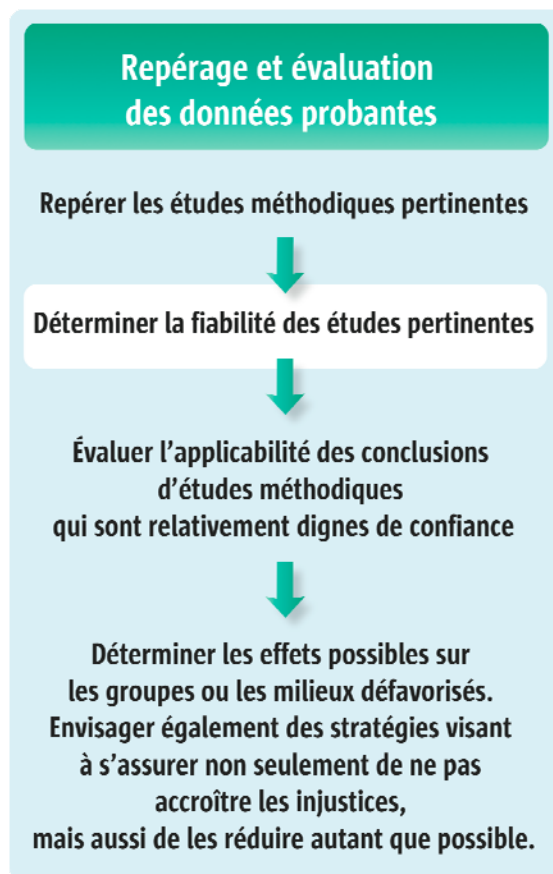 Repérage et évaluation
des données probantes
Repérer les études méthodiques pertinentes
Déterminer la fiabilité des études pertinentes
Évaluer l’applicabilité des conclusions
d’études méthodiques
qui sont relativement dignes de confiance
Déterminer les effets possibles sur
les groupes ou les milieux défavorisés.
Envisager également des stratégies visant
à s’assurer non seulement de ne pas
accroître les injustices,
mais aussi de les réduire autant que possible.